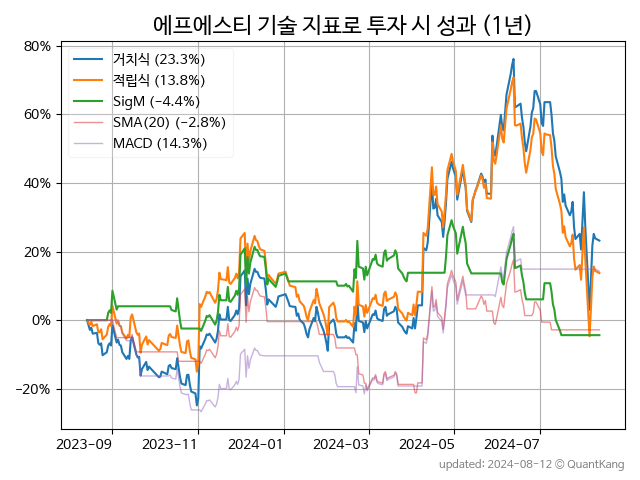 에프에스티 기술 지표로 투자 시 성과 (1년)
80%
60%
40%
20%
0%
−20%
거치식 (23.3%)
적립식 (13.8%)
SigM (−4.4%)
SMA(20) (−2.8%)
MACD (14.3%)
2023-09 2023-11 2024-01 2024-03 2024-05 2024-07
updated: 2024-08-12 © QuantKang